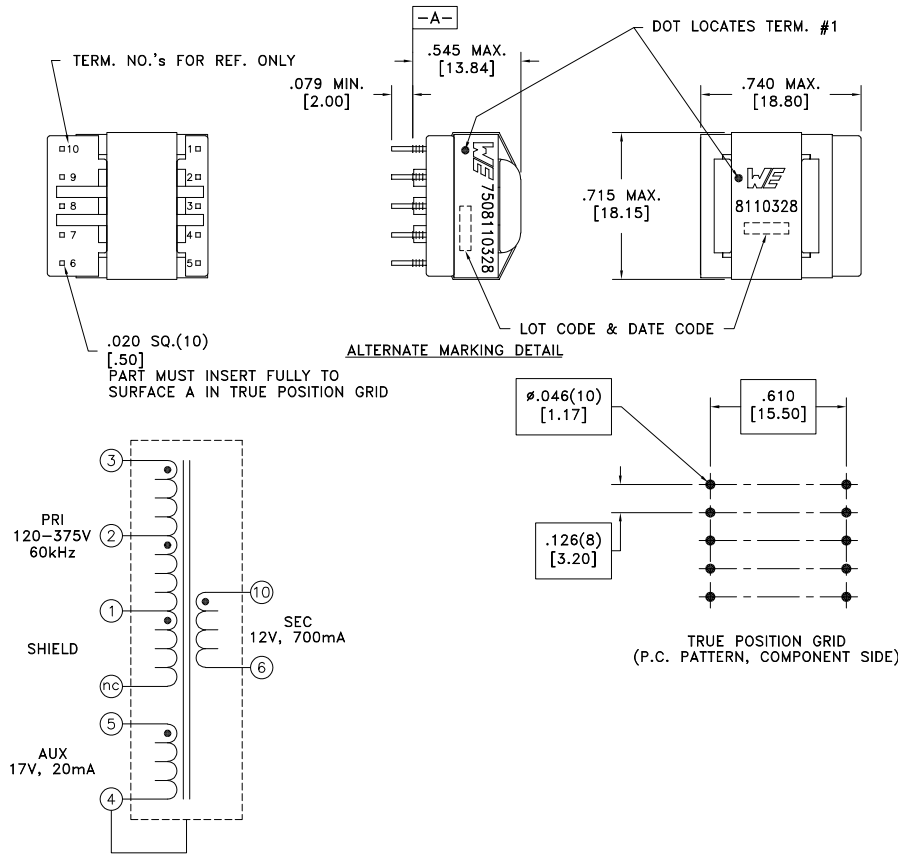 -A-
DOT LOCATES TERM. #1
TERM. NO.'s FOR REF. ONLY
.545 MAX.
[13.84]
.079 MIN.
[2.00]
.740 MAX.
[18.80]
10
9
8
7
6
1
2
3
4
5
WE
7508110328
.715 MAX.
[18.15]
WE
8110328
LOT CODE & DATE CODE
ALTERNATE MARKING DETAIL
.020 SQ.(10)
[.50]
PART MUST INSERT FULLY TO
SURFACE A IN TRUE POSITION GRID
ø.046(10)
[1.17]
.610
[15.50]
.126(8)
[3.20]
TRUE POSITION GRID
(P.C. PATTERN, COMPONENT SIDE)
3
PRI
120-375V
60kHz
2
1
SHIELD
nc
5
AUX
17V, 20mA
4
10
SEC
12V, 700mA
6